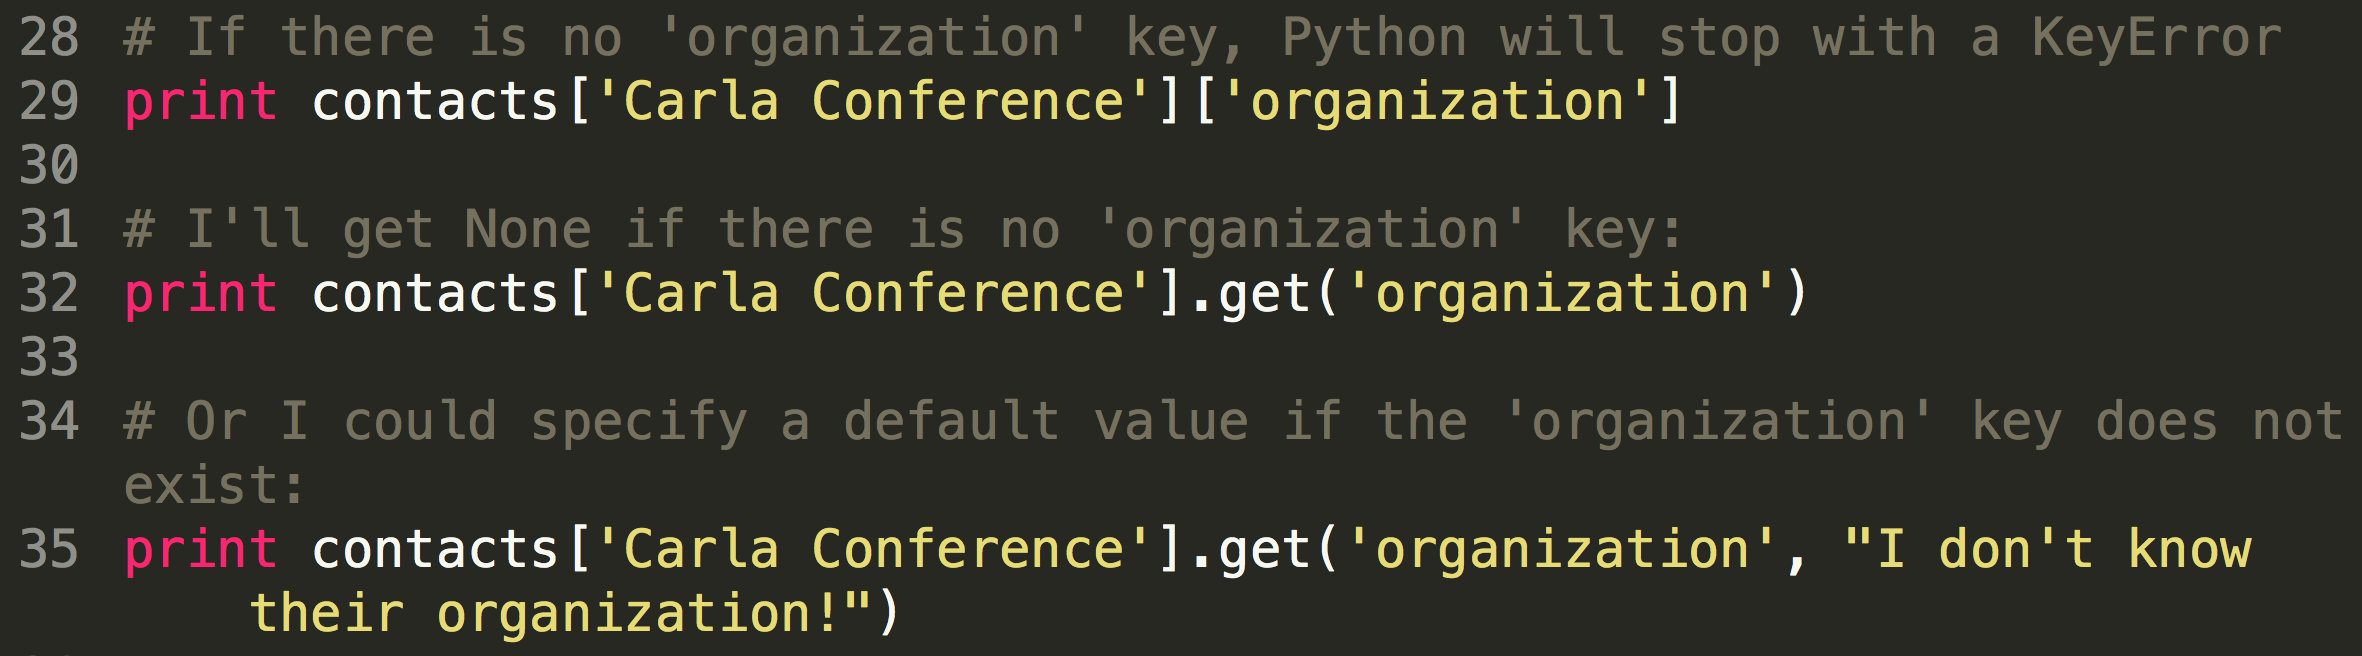 28 # If there is no 'organization' key, Python will stop with a KeyError
29 print contacts['Carla Conference']['organization']
30
31 # I'll get None if there is no 'organization' key:
32 print contacts['Carla Conference'].get('organization')
33
34 # Or I could specify a default value if the 'organization' key does not
exist:
35 print contacts['Carla Conference'].get('organization', "I don't know
their organization!")